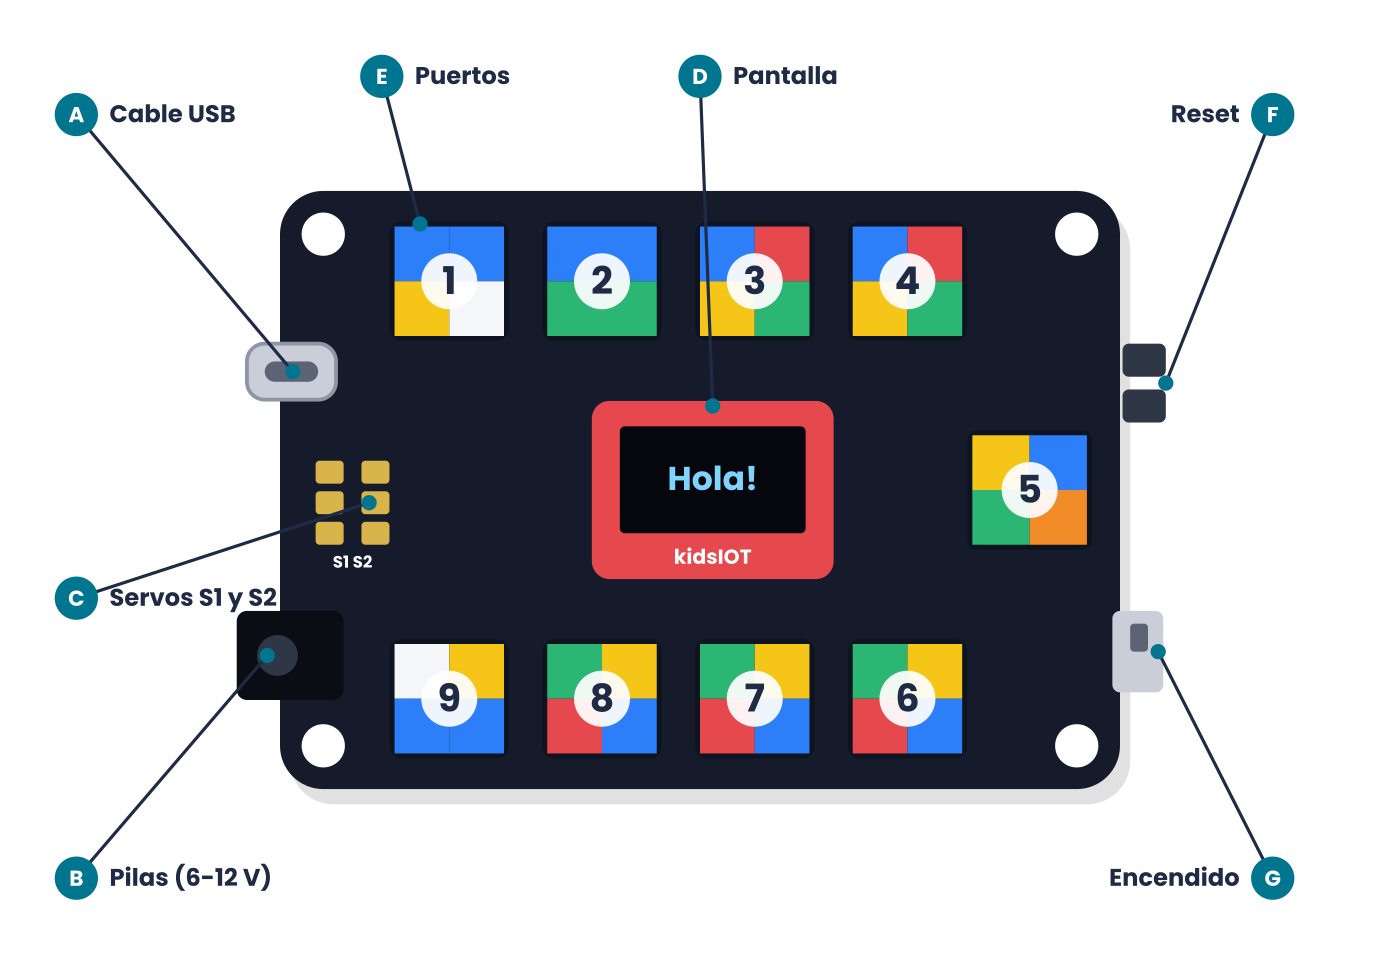 E Puertos
D Pantalla
A Cable USB
Reset F
1
2
3
4
Hola!
kidsIOT
5
S1 S2
C Servos S1 y S2
9
8
7
6
B Pilas (6-12 V)
Encendido G